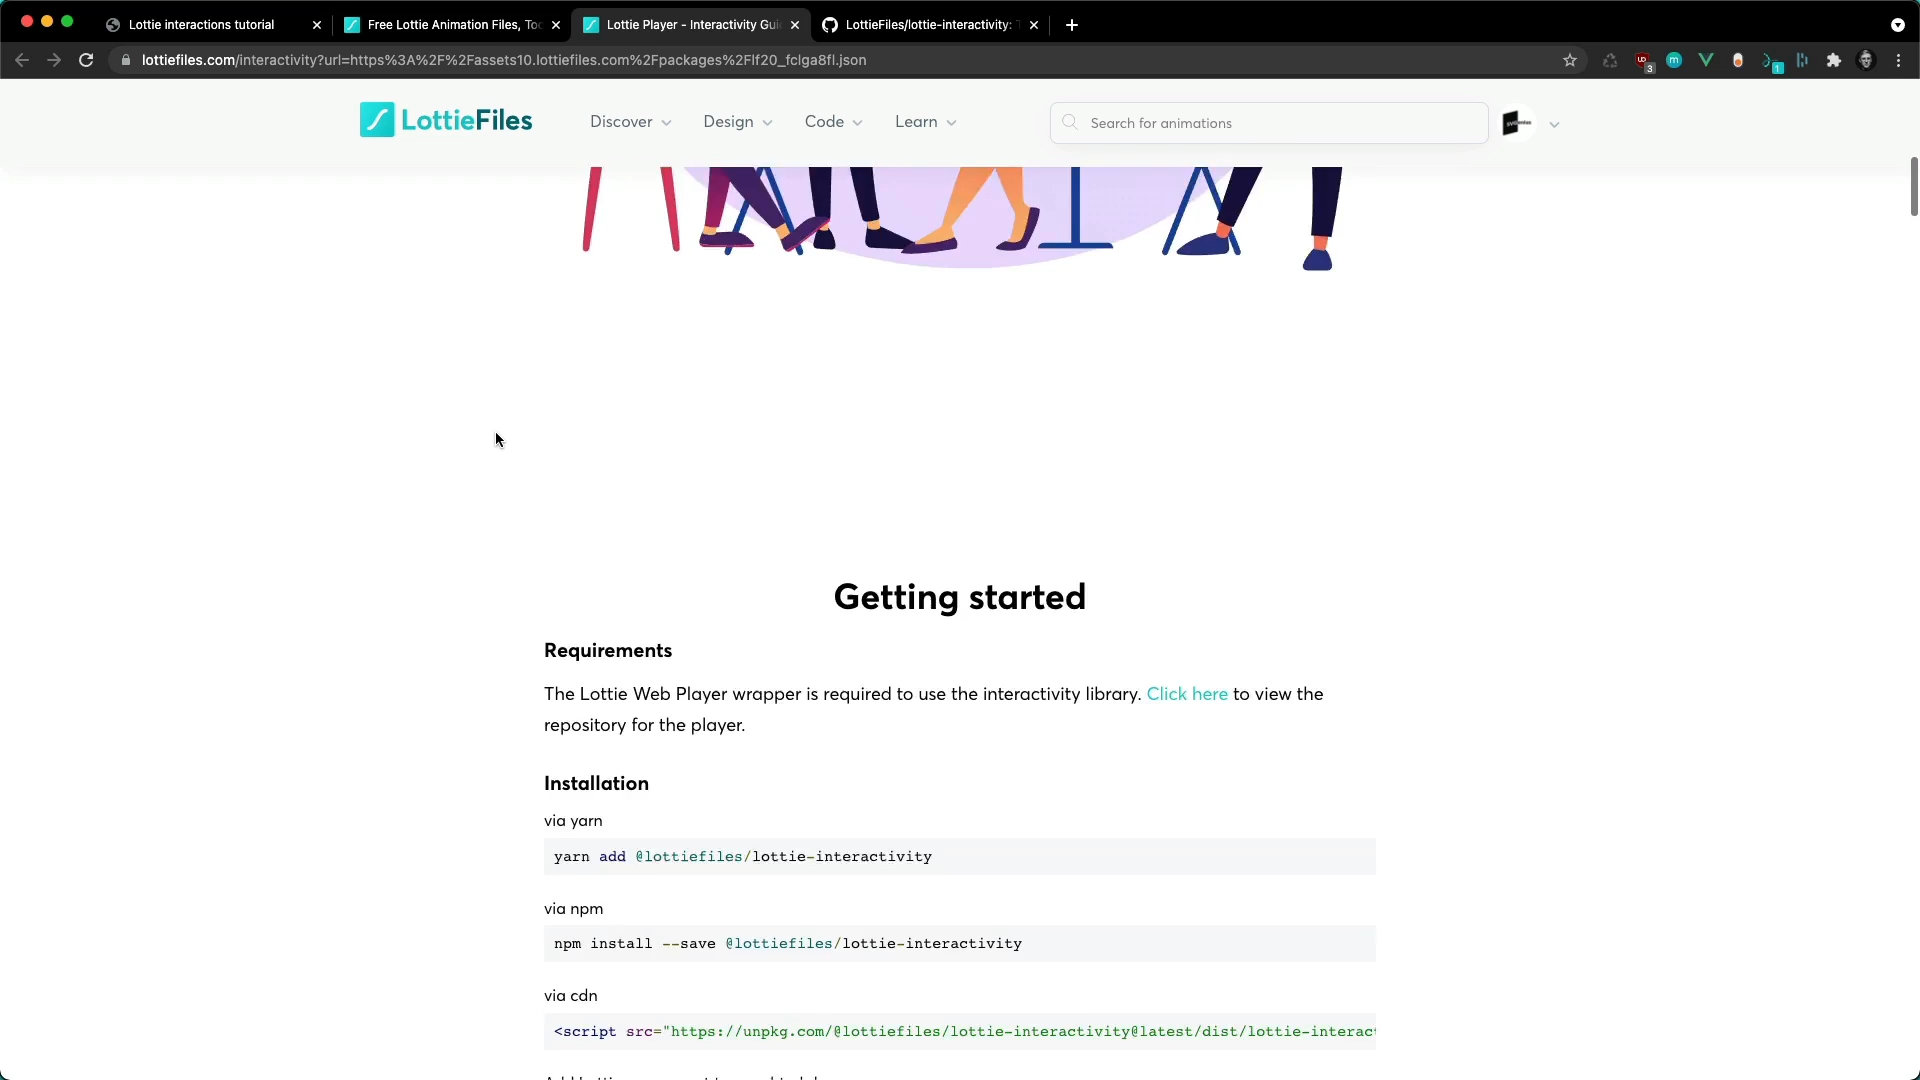 Lottie interactions tutorial
Free Lottie Animation Files, Too
Lottie Player - Interactivity Gui
LottieFiles/lottie-interactivity: T
lottiefiles.com/interactivity?url=https%3A%2F%2Fassets10.lottiefiles.com%2Fpackages%2Flf20_fclga8fl.json
3
1
LottieFiles
Discover
Design
Code
Learn
Search for animations
Getting started
Requirements
The Lottie Web Player wrapper is required to use the interactivity library. Click here to view the
repository for the player.
Installation
via yarn
yarn add @lottiefiles/lottie-interactivity
via npm
npm install --save @lottiefiles/lottie-interactivity
via cdn
<script src="https://unpkg.com/@lottiefiles/lottie-interactivity@latest/dist/lottie-interact